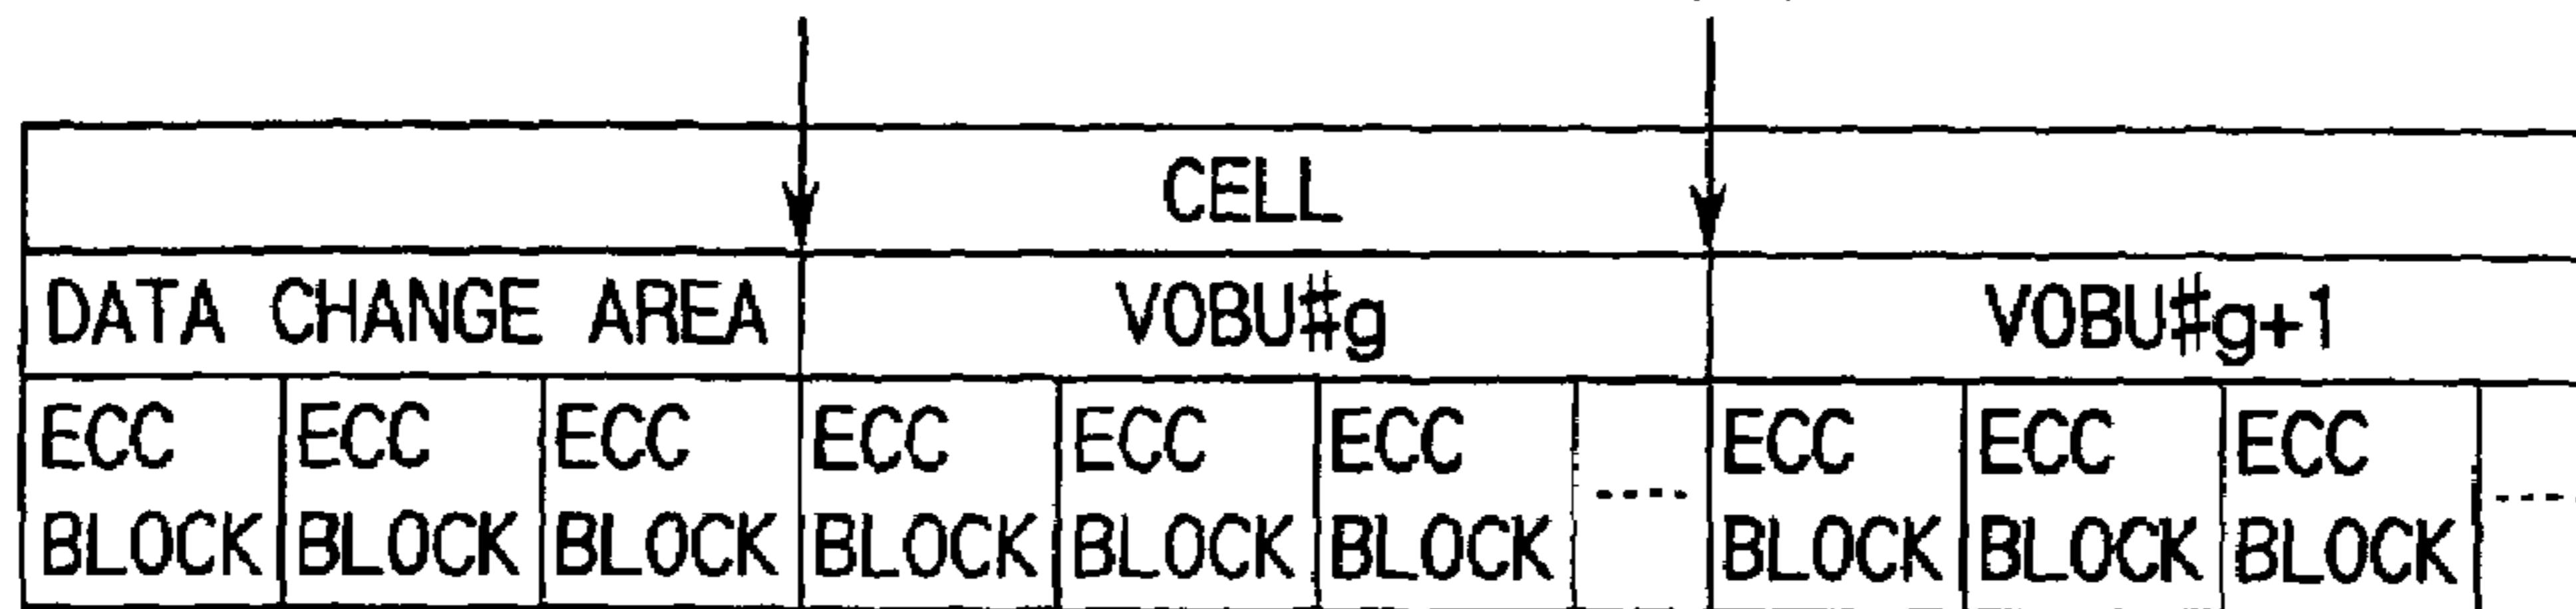 CELL
DATA CHANGE AREA VOBU#g VOBU#g+1
ECC ECC ECC ECC ECC ECC ECC ECC ECC
BLOCK BLOCK BLOCK BLOCK BLOCK BLOCK ---- BLOCK BLOCK BLOCK ----